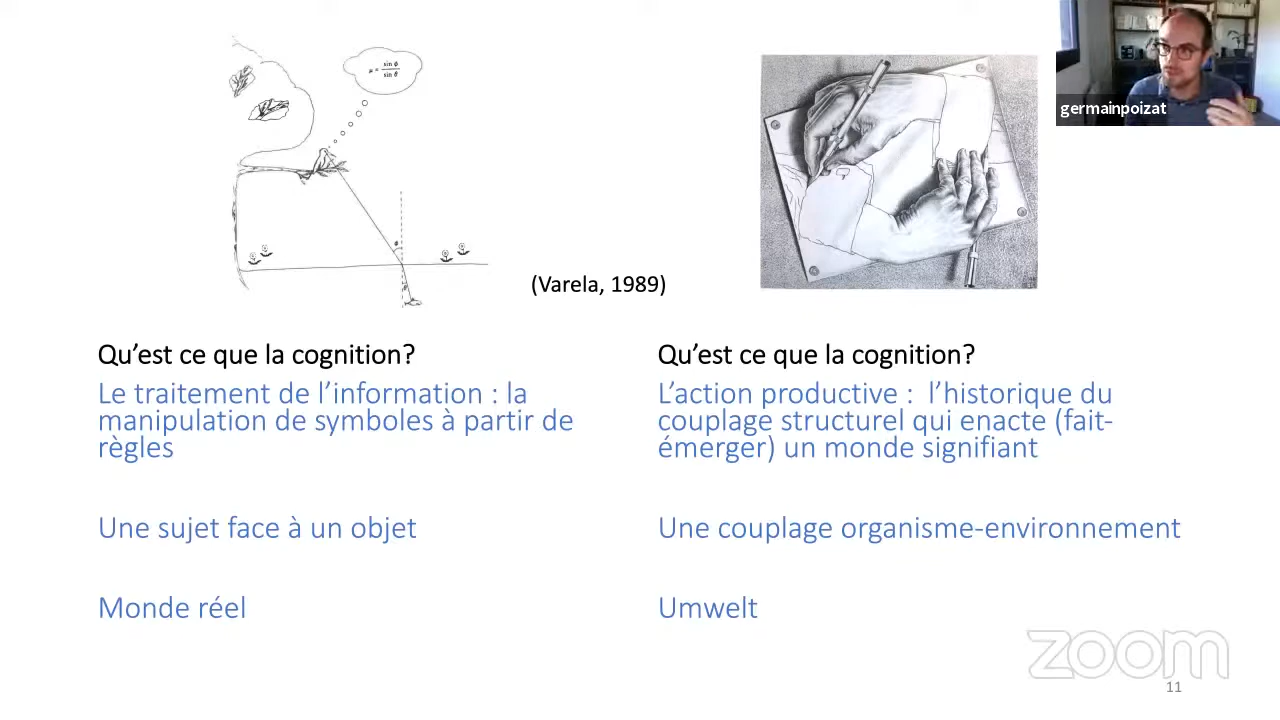 μ = sin ϕ
sin θ
germainpoizat
ϕ
θ
(Varela, 1989)
Qu’est ce que la cognition?
Le traitement de l’information : la
manipulation de symboles à partir de
règles
Une sujet face à un objet
Monde réel
Qu’est ce que la cognition?
L’action productive :  l’historique du
couplage structurel qui enacte (fait-
émerger) un monde signifiant
Une couplage organisme-environnement
Umwelt
zoom
11